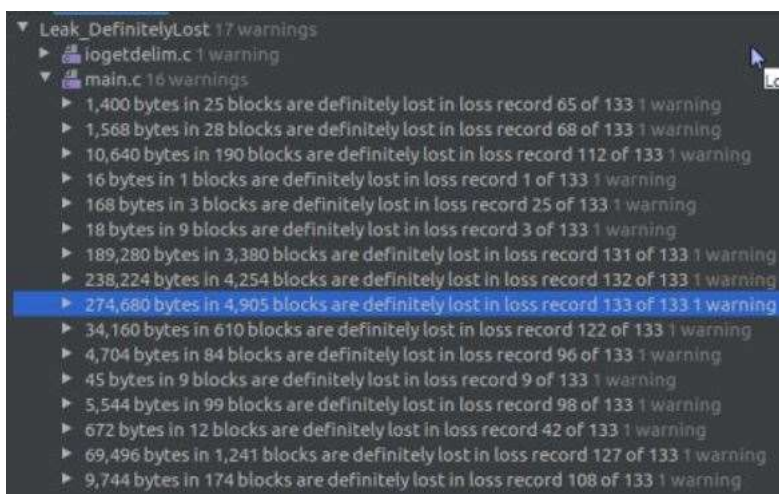 Leak_DefinitelyLost 17 warnings
iogetdelim.c 1 warning
main.c 16 warnings
Lo
1,400 bytes in 25 blocks are definitely lost in loss record 65 of 133 1 warning
1,568 bytes in 28 blocks are definitely lost in loss record 68 of 133 1 warning
10,640 bytes in 190 blocks are definitely lost in loss record 112 of 133 1 warning
16 bytes in 1 blocks are definitely lost in loss record 1 of 133 1 warning
168 bytes in 3 blocks are definitely lost in loss record 25 of 133 1 warning
18 bytes in 9 blocks are definitely lost in loss record 3 of 133 1 warning
189,280 bytes in 3,380 blocks are definitely lost in loss record 131 of 133 1 warning
238,224 bytes in 4,254 blocks are definitely lost in loss record 132 of 133 1 warning
274,680 bytes in 4,905 blocks are definitely lost in loss record 133 of 133 1 warning
34,160 bytes in 610 blocks are definitely lost in loss record 122 of 133 1 warning
4,704 bytes in 84 blocks are definitely lost in loss record 96 of 133 1 warning
45 bytes in 9 blocks are definitely lost in loss record 9 of 133 1 warning
5,544 bytes in 99 blocks are definitely lost in loss record 98 of 133 1 warning
672 bytes in 12 blocks are definitely lost in loss record 42 of 133 1 warning
69,496 bytes in 1,241 blocks are definitely lost in loss record 127 of 133 1 warning
9,744 bytes in 174 blocks are definitely lost in loss record 108 of 133 1 warning